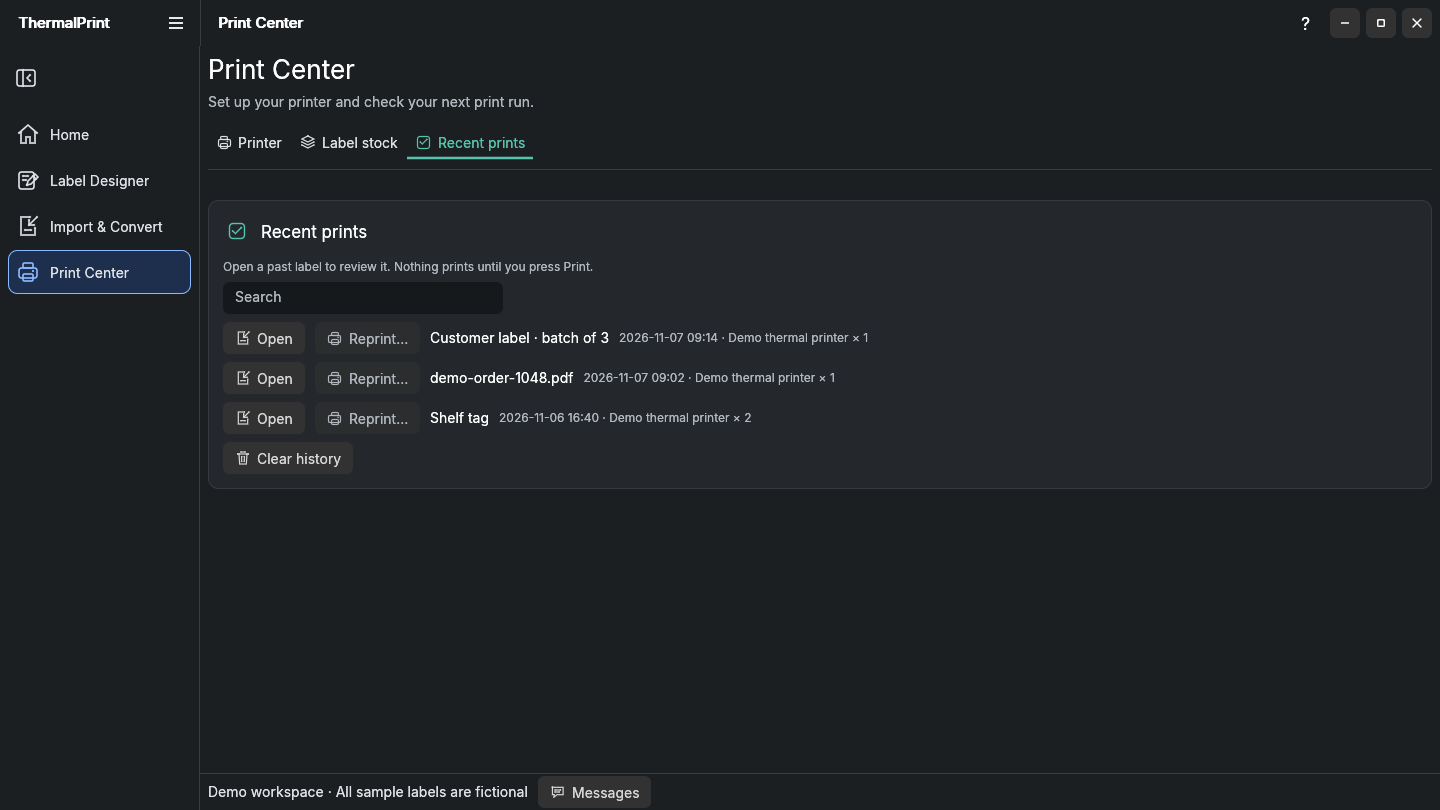 ThermalPrint
Print Center
?
Print Center
Set up your printer and check your next print run.
Home
Label Designer
Import & Convert
Print Center
Printer
Label stock
Recent prints
Recent prints
Open a past label to review it. Nothing prints until you press Print.
Search
Open Reprint... Customer label · batch of 3 2026-11-07 09:14 · Demo thermal printer × 1
Open Reprint... demo-order-1048.pdf 2026-11-07 09:02 · Demo thermal printer × 1
Open Reprint... Shelf tag 2026-11-06 16:40 · Demo thermal printer × 2
Clear history
Demo workspace · All sample labels are fictional
Messages